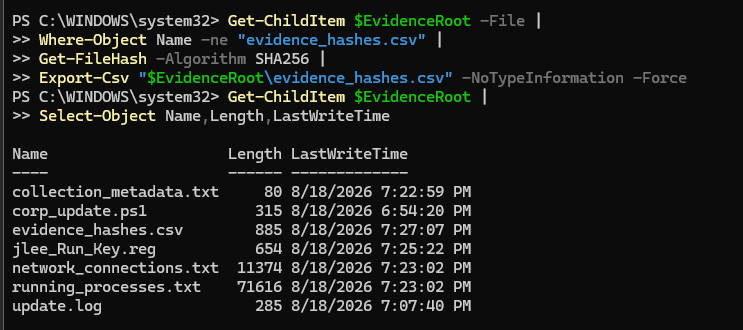 PS C:\WINDOWS\system32> Get-ChildItem $EvidenceRoot -File |
>> Where-Object Name -ne "evidence_hashes.csv" |
>> Get-FileHash -Algorithm SHA256 |
>> Export-Csv "$EvidenceRoot\evidence_hashes.csv" -NoTypeInformation -Force
PS C:\WINDOWS\system32> Get-ChildItem $EvidenceRoot |
>> Select-Object Name,Length,LastWriteTime

Name                 Length LastWriteTime
----                 ------ -------------
collection_metadata.txt    80 8/18/2026 7:22:59 PM
corp_update.ps1           315 8/18/2026 6:54:20 PM
evidence_hashes.csv       885 8/18/2026 7:27:07 PM
jlee_Run_Key.reg          654 8/18/2026 7:25:22 PM
network_connections.txt 11374 8/18/2026 7:23:02 PM
running_processes.txt   71616 8/18/2026 7:23:02 PM
update.log                285 8/18/2026 7:07:40 PM